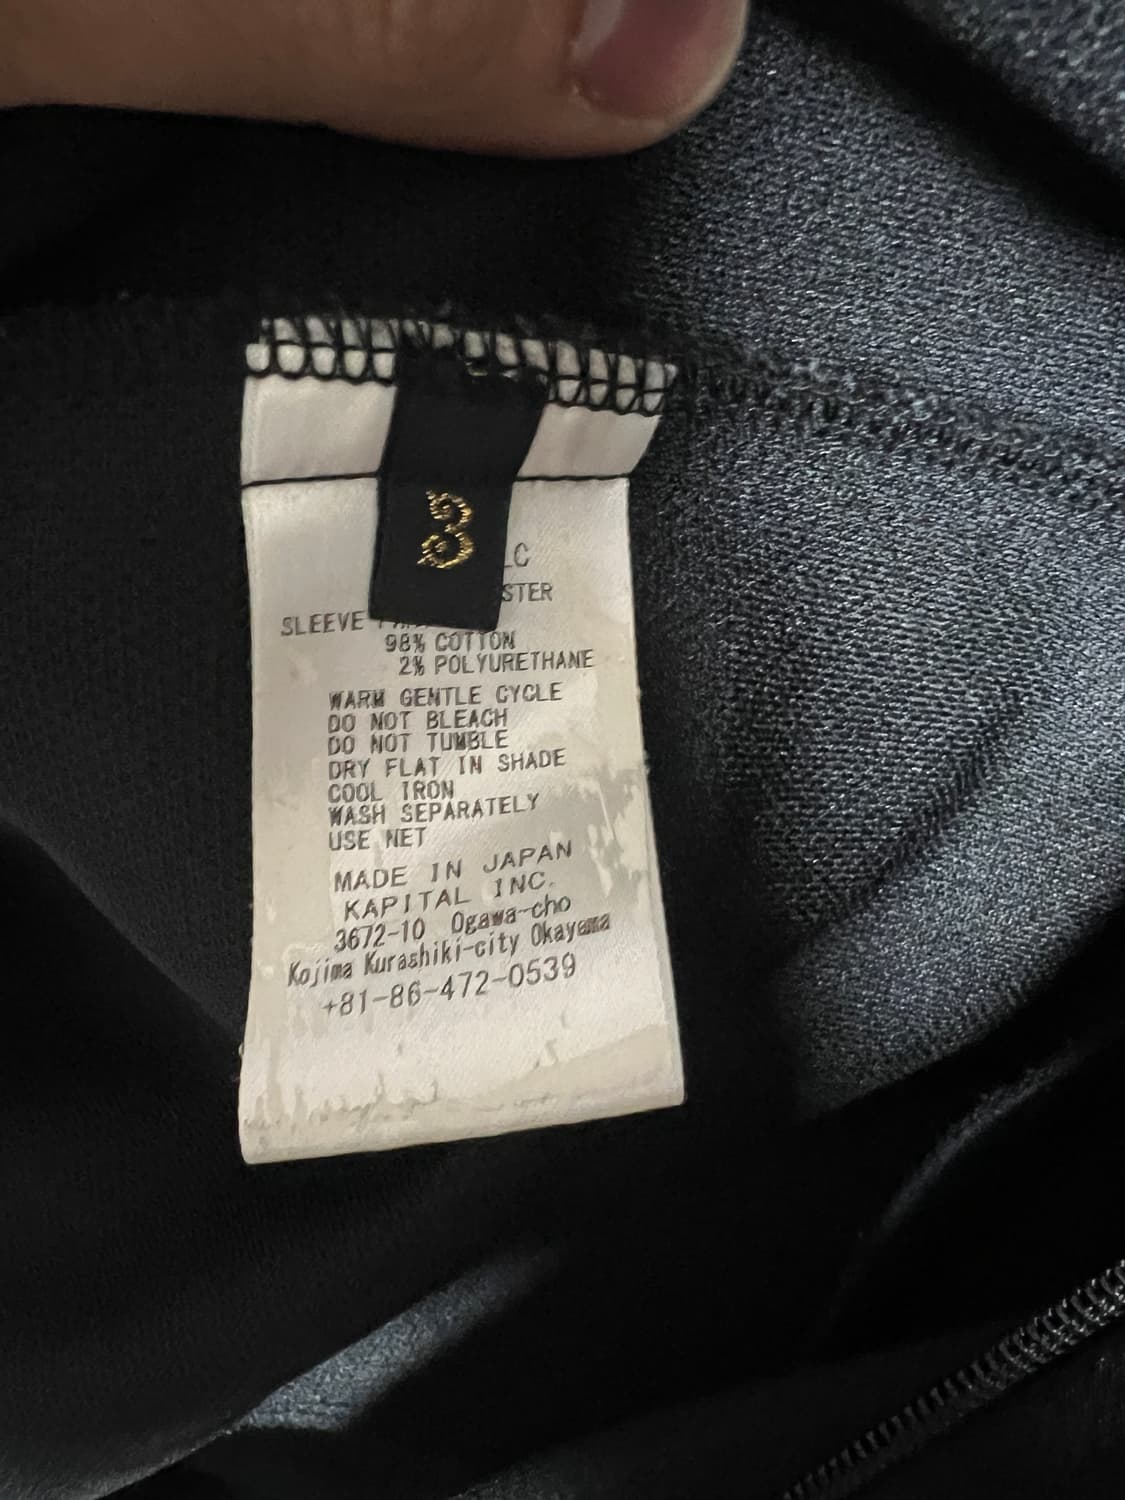 3
SLEEVE
98% COTTON
2% POLYURETHANE
WARM GENTLE CYCLE
DO NOT BLEACH
DO NOT TUMBLE
DRY FLAT IN SHADE
COOL IRON
WASH SEPARATELY
USE NET
MADE IN JAPAN
KAPITAL INC.
3672-10 Ogawa-cho
Kojima Kurashiki-city Okayama
+81-86-472-0539